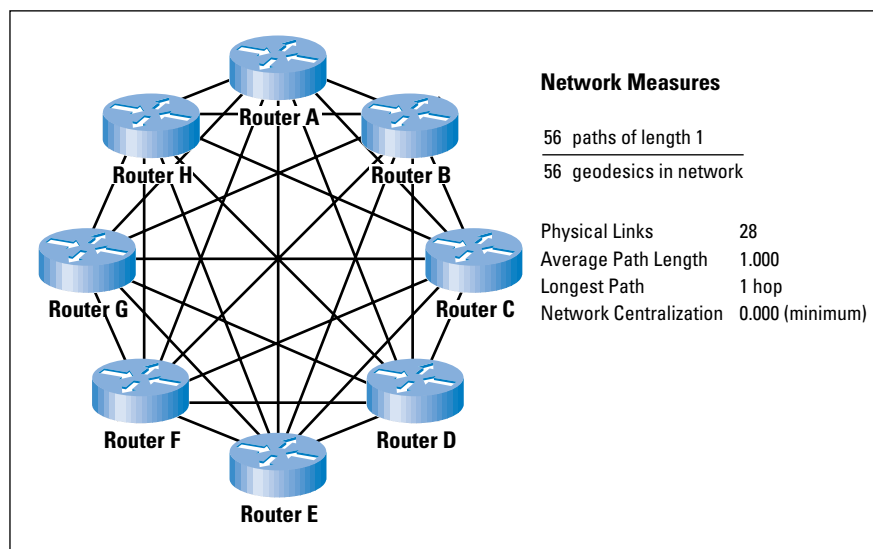 Network Measures
56 paths of length 1
56 geodesics in network
Physical Links 28
Average Path Length 1.000
Longest Path 1 hop
Network Centralization 0.000 (minimum)
Router A
Router H
Router B
Router G
Router C
Router F
Router D
Router E